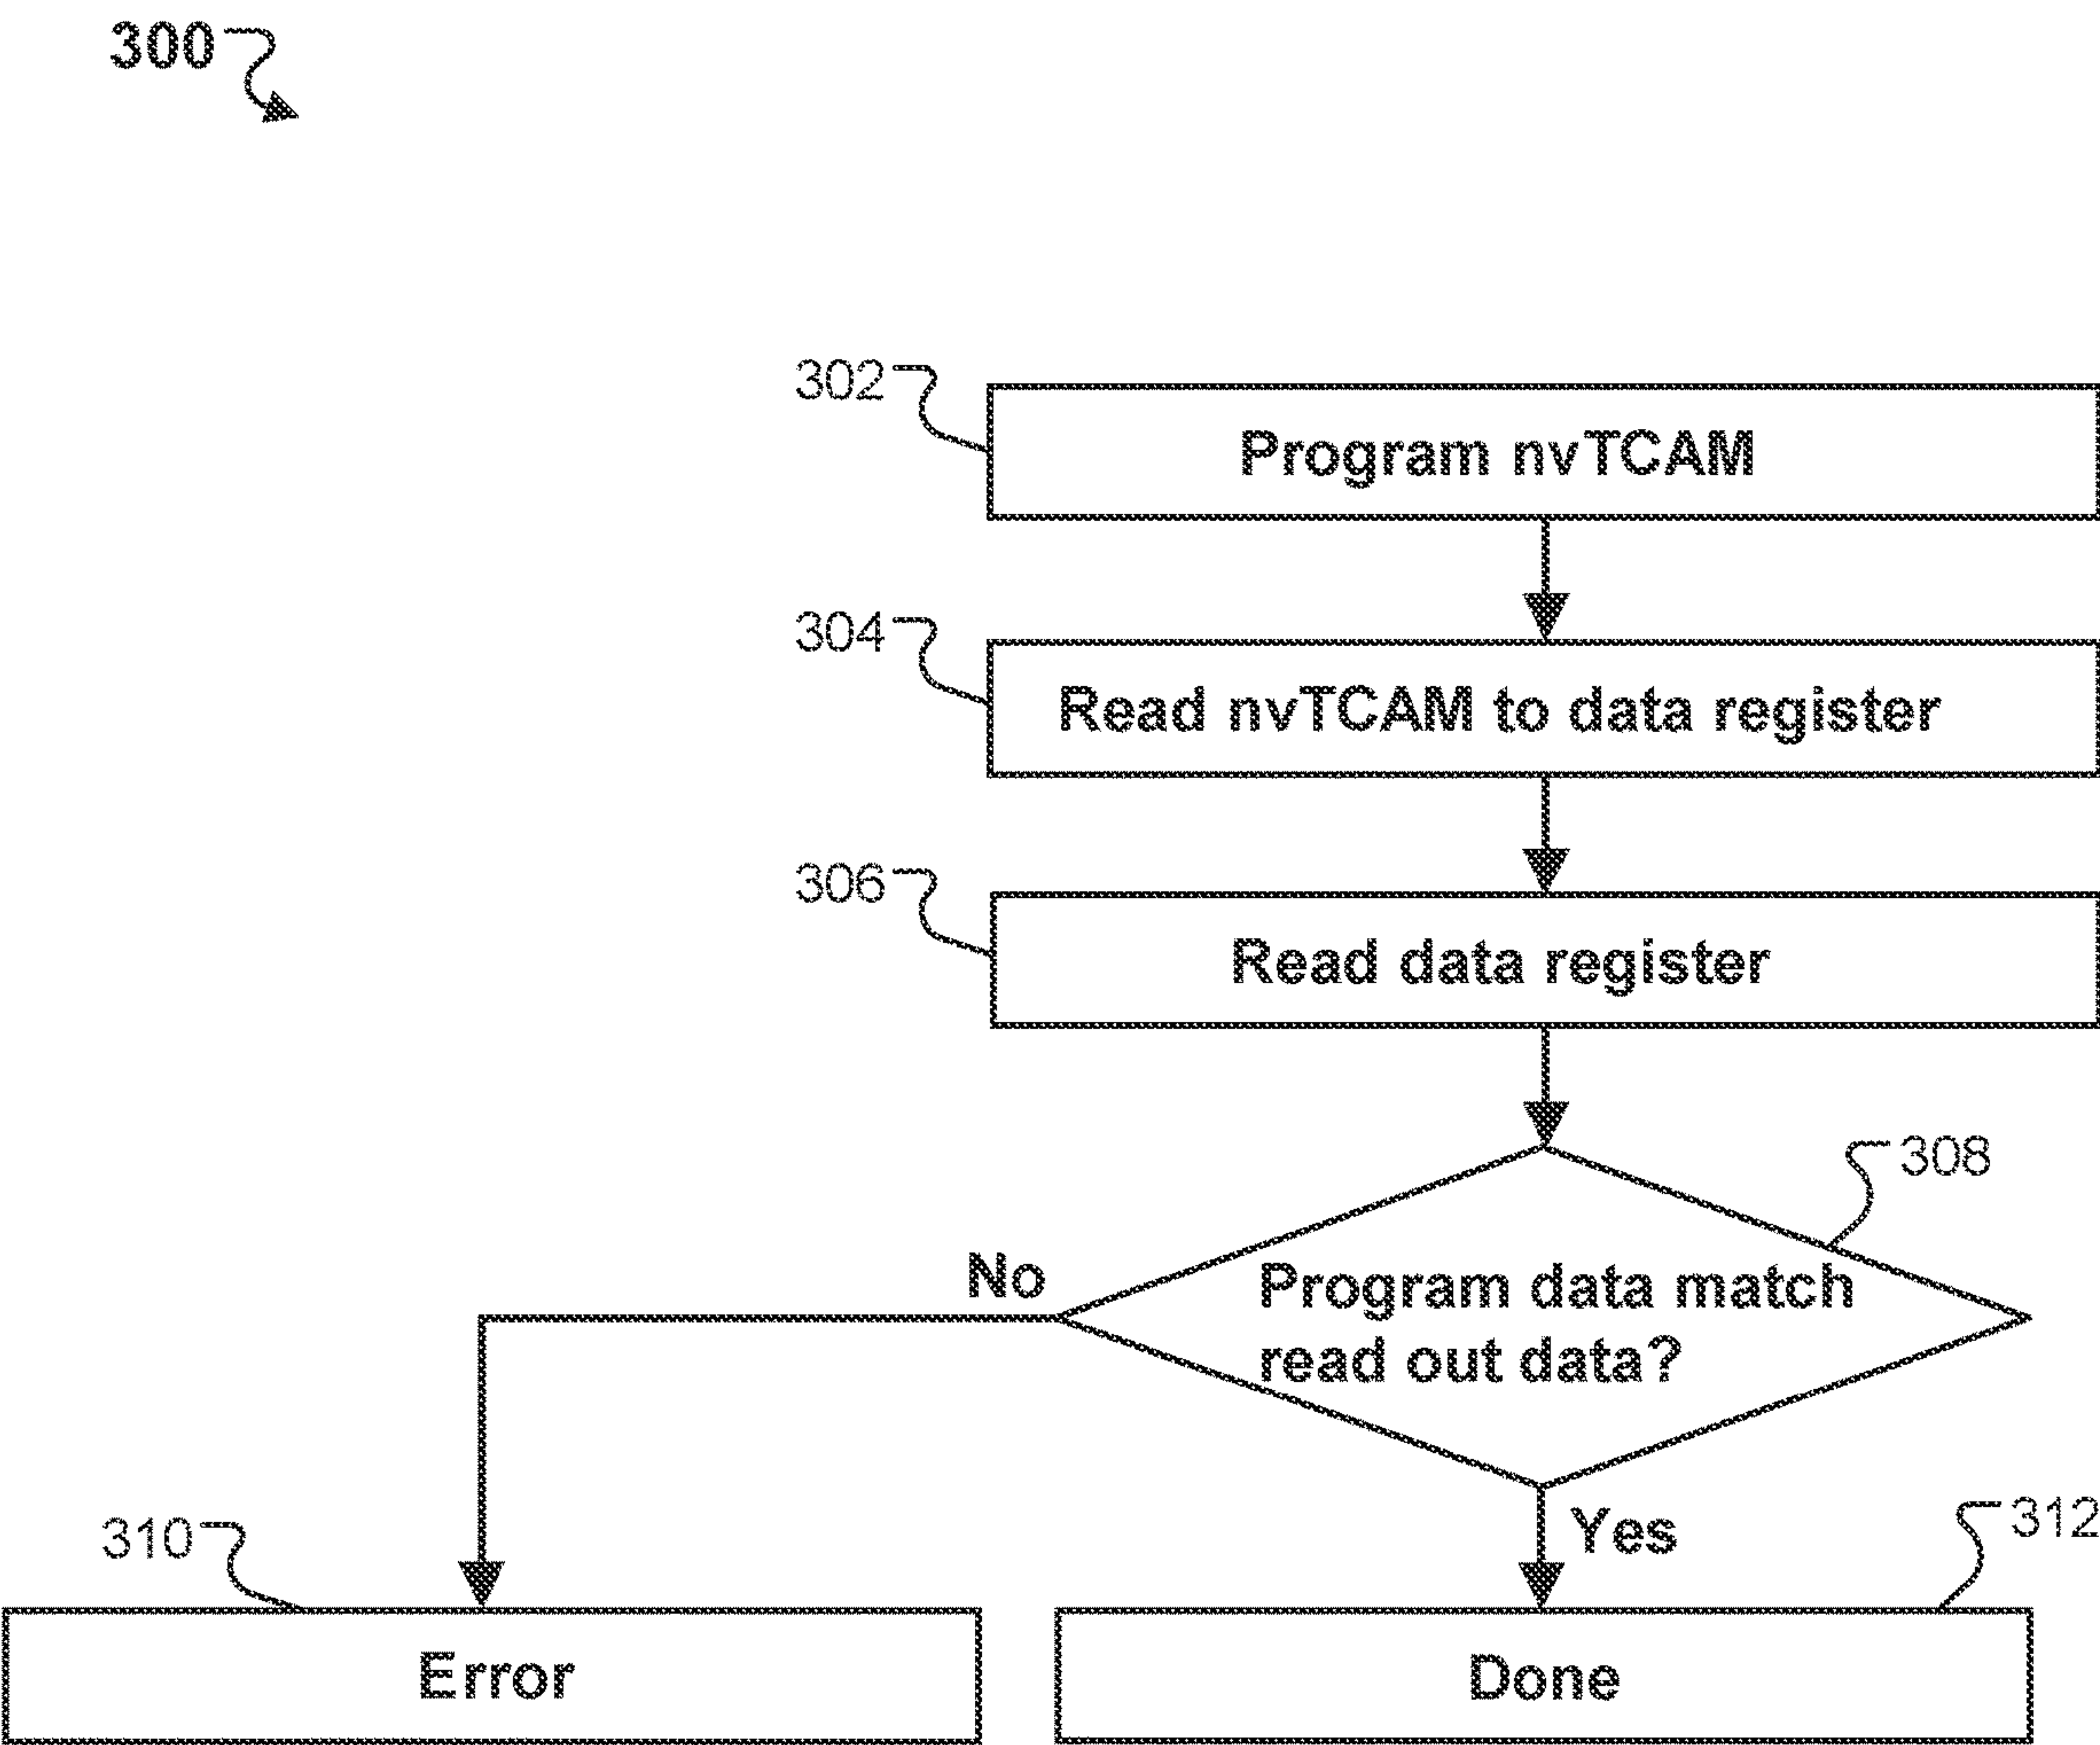 300
302
Program nvTCAM
304
Read nvTCAM to data register
306
Read data register
308
No
Program data match
read out data?
Yes
310
312
Error
Done